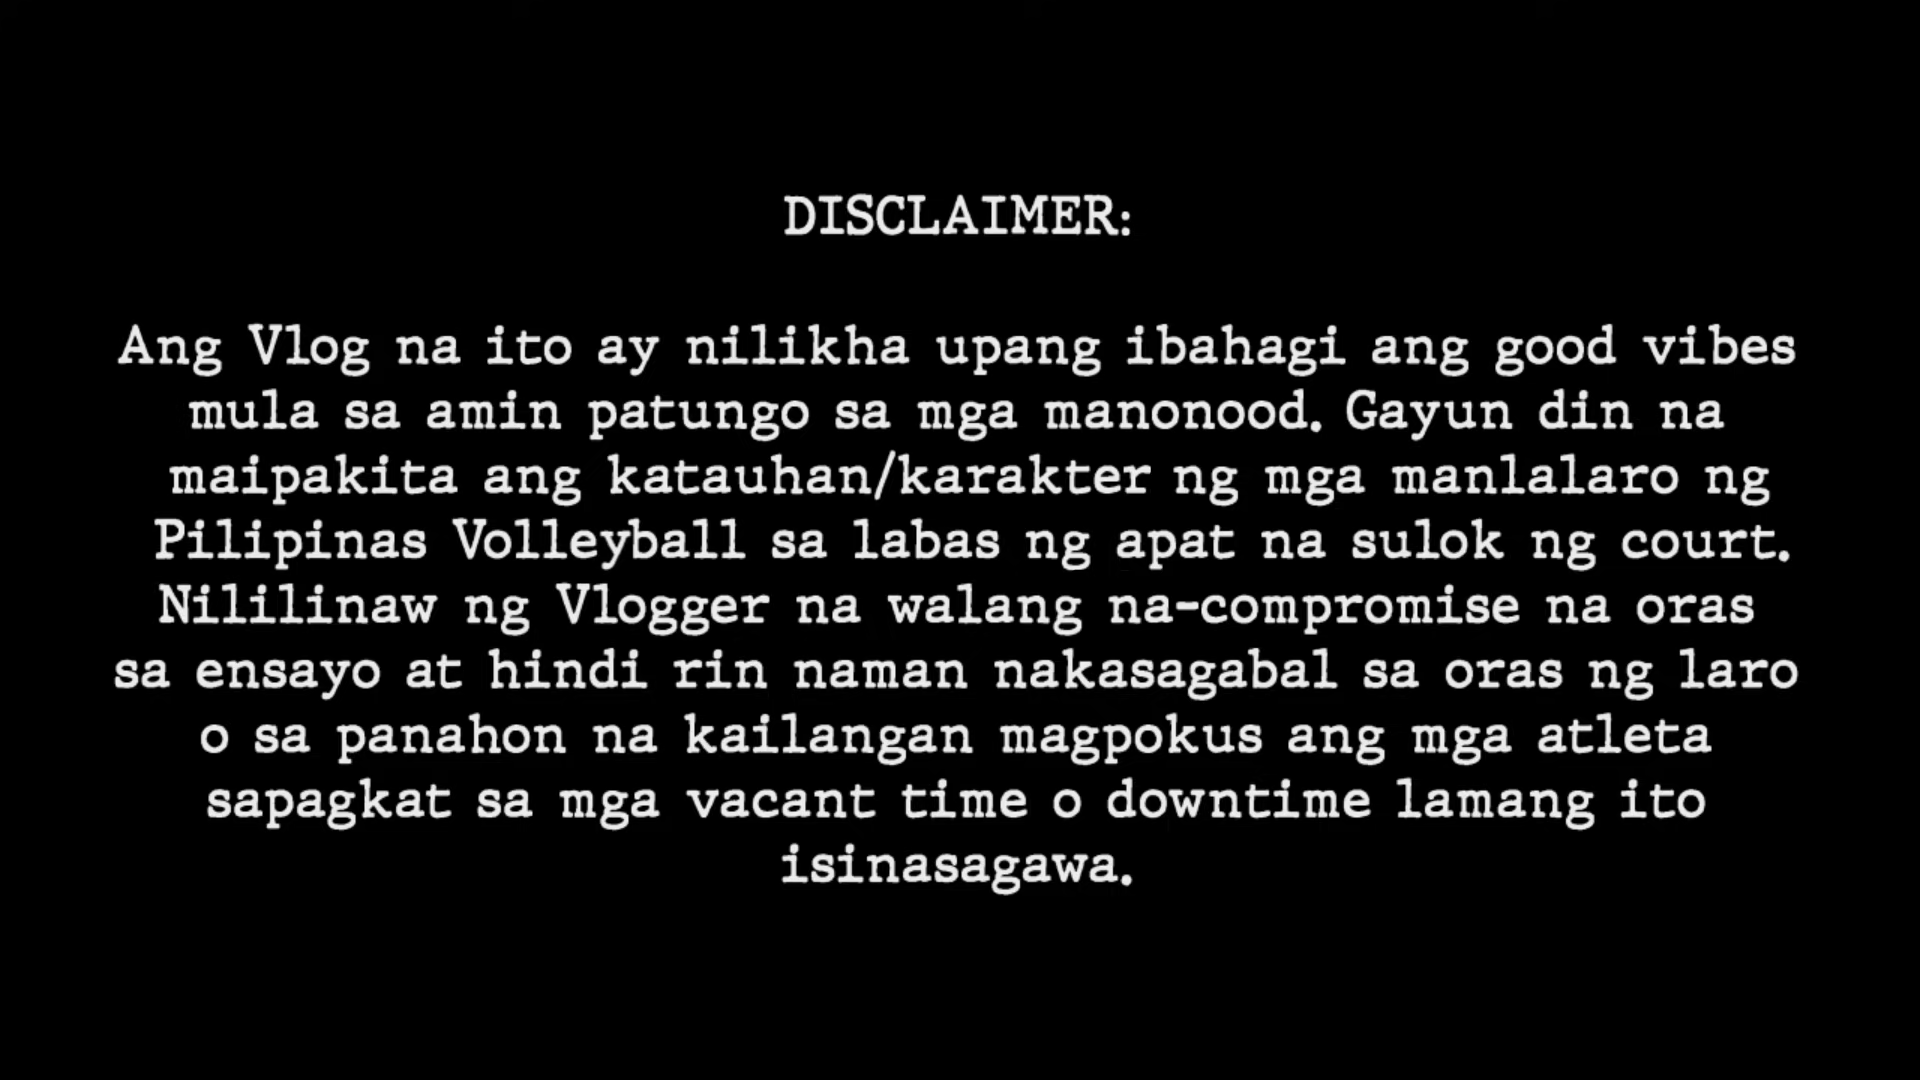 DISCLAIMER:
Ang Vlog na ito ay nilikha upang ibahagi ang good vibes
mula sa amin patungo sa mga manonood. Gayun din na
maipakita ang katauhan/karakter ng mga manlalaro ng
Pilipinas Volleyball sa labas ng apat na sulok ng court.
Nililinaw ng Vlogger na walang na-compromise na oras
sa ensayo at hindi rin naman nakasagabal sa oras ng laro
o sa panahon na kailangan magpokus ang mga atleta
sapagkat sa mga vacant time o downtime lamang ito
isinasagawa.